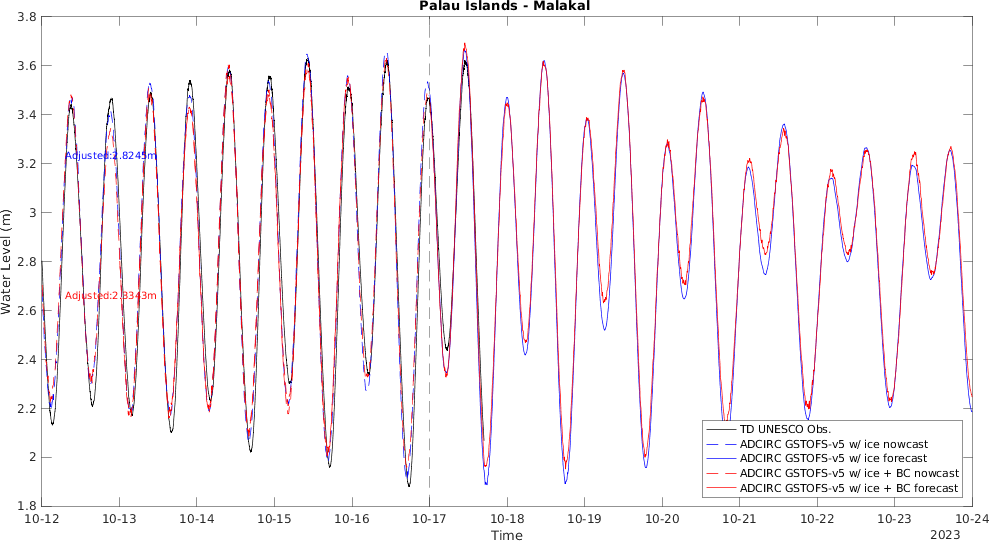 Palau Islands - Malakal
3.8
3.6
3.4
3.2
3
2.8
2.6
2.4
2.2
2
1.8
Water Level (m)
Adjusted:2.8245m
Adjusted:2.8343m
TD UNESCO Obs.
ADCIRC GSTOFS-v5 w/ ice nowcast
ADCIRC GSTOFS-v5 w/ ice forecast
ADCIRC GSTOFS-v5 w/ ice + BC nowcast
ADCIRC GSTOFS-v5 w/ ice + BC forecast
10-12 10-13 10-14 10-15 10-16 10-17 10-18 10-19 10-20 10-21 10-22 10-23 10-24
Time
2023